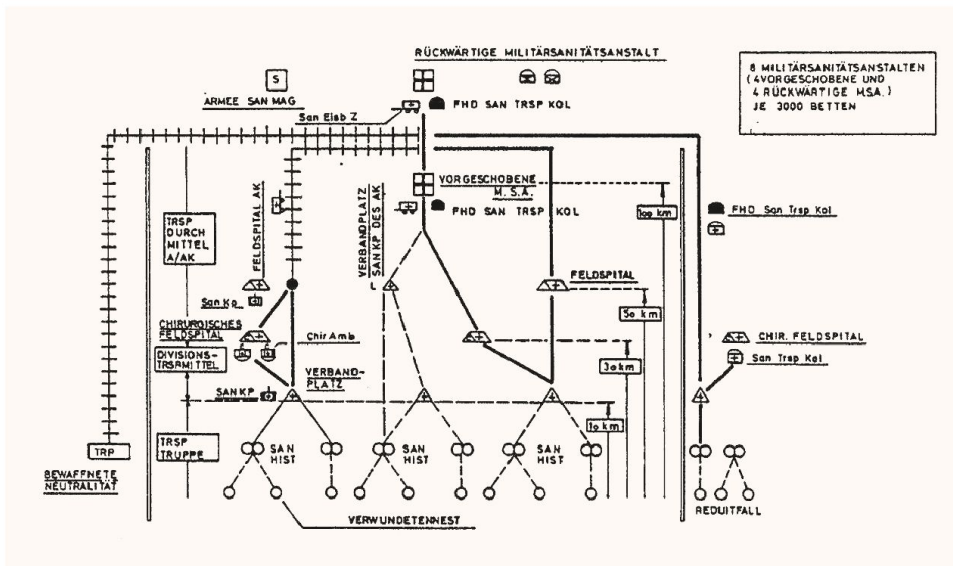 RÜCKWÄRTIGE MILITÄRSANITÄTSANSTALT
8 MILITÄRSANITÄTSANSTALTEN
(4 VORGESCHOBENE UND
4 RÜCKWÄRTIGE M.S.A.)
JE 3000 BETTEN
S
ARMEE SAN MAG
San Eisb Z
FHD SAN TRSP KOL
VORGESCHOBENE
M.S.A.
FHD SAN TRSP KOL
100 km
FHD San Trsp Kol
TRSP
DURCH
MITTEL
A/AK
FELDSPITAL AK
VERBANDPLATZ
SAN KP DES AK
FELDSPITAL
San Kp
50 km
CHIRURGISCHES
FELDSPITAL
Chir Amb
CHIR. FELDSPITAL
DIVISIONS-
TRSPMITTEL
30 km
San Trsp Kol
VERBAND-
PLATZ
SAN KP
10 km
TRP
TRSP
TRUPPE
SAN
HIST
SAN
HIST
SAN
HIST
BEWAFFNETE
NEUTRALITÄT
REDUITFALL
VERWUNDETENNEST